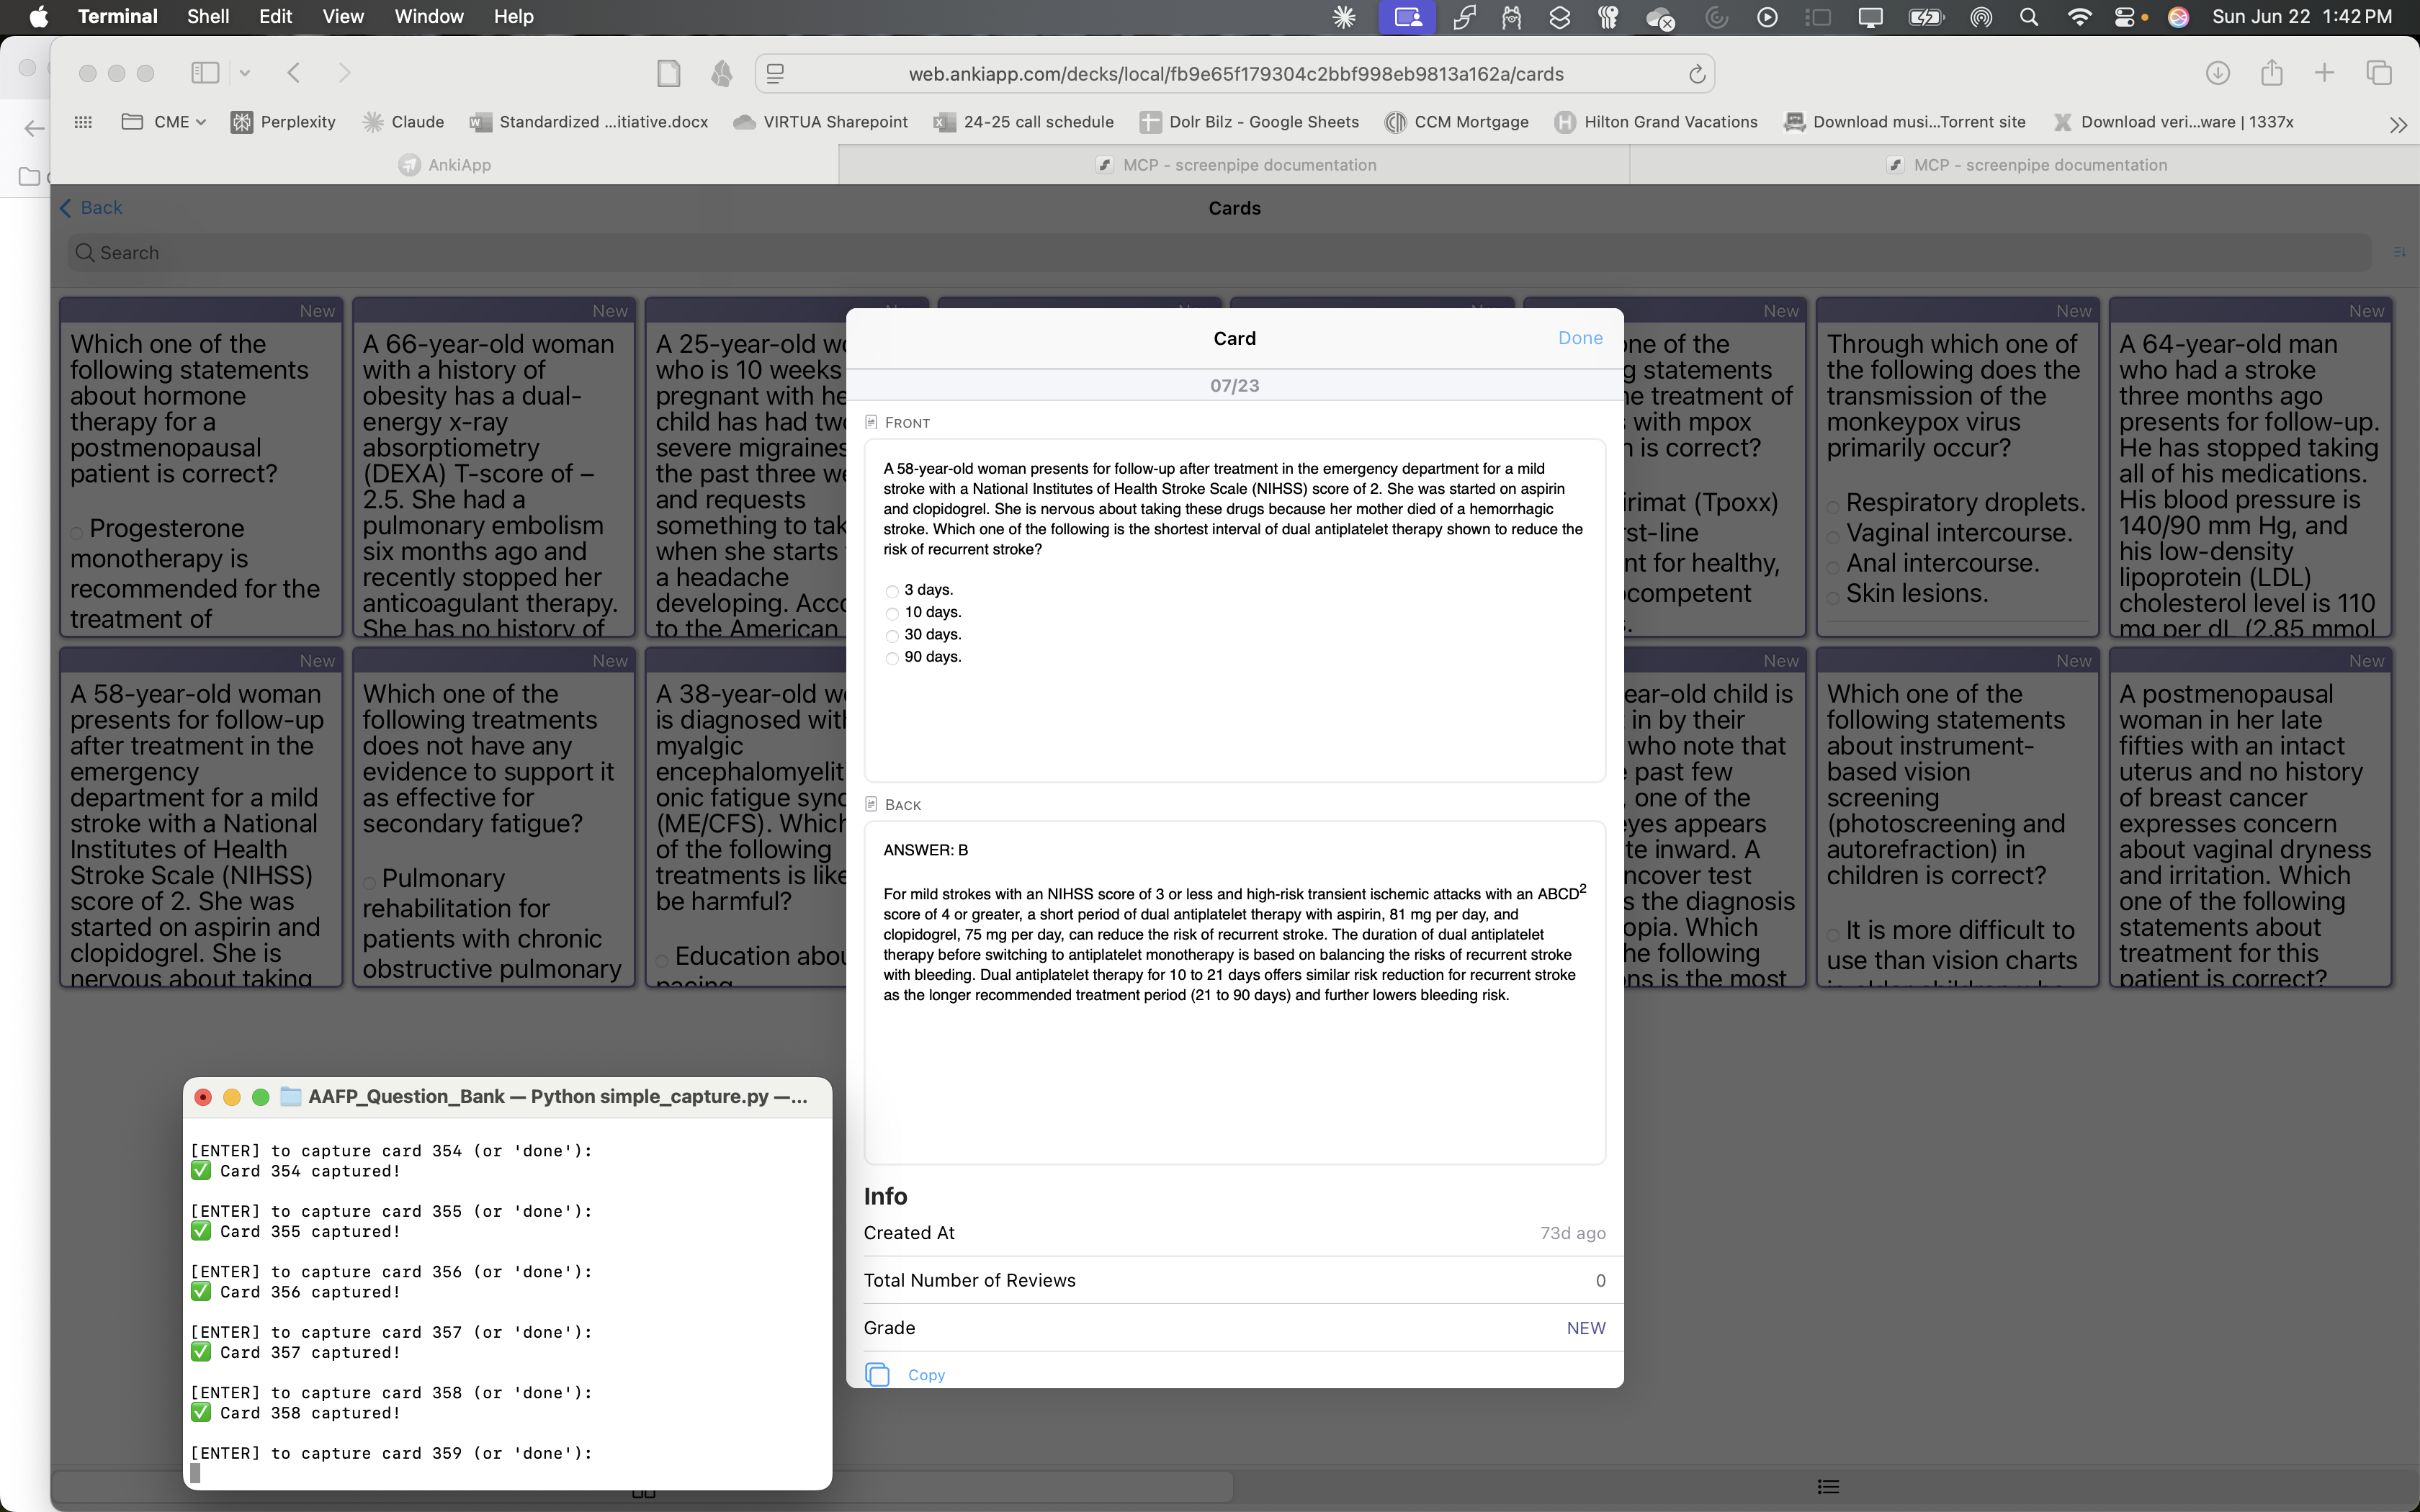 Terminal Shell Edit View Window Help
Sun Jun 22 1:42 PM
web.ankiapp.com/decks/local/fb9e65f179304c2bbf998eb9813a162a/cards
CME Perplexity Claude Standardized ...itiative.docx VIRTUA Sharepoint 24-25 call schedule Dolr Bilz - Google Sheets CCM Mortgage Hilton Grand Vacations Download musi...Torrent site Download veri...ware | 1337x
AnkiApp
MCP - screenpipe documentation
MCP - screenpipe documentation
Back
Cards
Search
New
Which one of the
following statements
about hormone
therapy for a
postmenopausal
patient is correct?
Progesterone
monotherapy is
recommended for the
treatment of
New
A 66-year-old woman
with a history of
obesity has a dual-
energy x-ray
absorptiometry
(DEXA) T-score of –
2.5. She had a
pulmonary embolism
six months ago and
recently stopped her
anticoagulant therapy.
She has no history of
A 25-year-old wo
who is 10 weeks
pregnant with he
child has had tw
severe migraines
the past three we
and requests
something to tak
when she starts
a headache
developing. Acc
to the American
New
one of the
g statements
he treatment of
with mpox
n is correct?
irimat (Tpoxx)
rst-line
nt for healthy,
competent
New
Through which one of
the following does the
transmission of the
monkeypox virus
primarily occur?
Respiratory droplets.
Vaginal intercourse.
Anal intercourse.
Skin lesions.
New
A 64-year-old man
who had a stroke
three months ago
presents for follow-up.
He has stopped taking
all of his medications.
His blood pressure is
140/90 mm Hg, and
his low-density
lipoprotein (LDL)
cholesterol level is 110
mg per dL (2.85 mmol
New
A 58-year-old woman
presents for follow-up
after treatment in the
emergency
department for a mild
stroke with a National
Institutes of Health
Stroke Scale (NIHSS)
score of 2. She was
started on aspirin and
clopidogrel. She is
nervous about taking
New
Which one of the
following treatments
does not have any
evidence to support it
as effective for
secondary fatigue?
Pulmonary
rehabilitation for
patients with chronic
obstructive pulmonary
A 38-year-old w
is diagnosed wit
myalgic
encephalomyelit
onic fatigue synd
(ME/CFS). Which
of the following
treatments is like
be harmful?
Education abou
pacing
New
ear-old child is
in by their
who note that
past few
one of the
eyes appears
te inward. A
ncover test
s the diagnosis
opia. Which
he following
ns is the most
New
Which one of the
following statements
about instrument-
based vision
screening
(photoscreening and
autorefraction) in
children is correct?
It is more difficult to
use than vision charts
New
A postmenopausal
woman in her late
fifties with an intact
uterus and no history
of breast cancer
expresses concern
about vaginal dryness
and irritation. Which
one of the following
statements about
treatment for this
patient is correct?
Card
Done
07/23
FRONT
A 58-year-old woman presents for follow-up after treatment in the emergency department for a mild
stroke with a National Institutes of Health Stroke Scale (NIHSS) score of 2. She was started on aspirin
and clopidogrel. She is nervous about taking these drugs because her mother died of a hemorrhagic
stroke. Which one of the following is the shortest interval of dual antiplatelet therapy shown to reduce the
risk of recurrent stroke?
3 days.
10 days.
30 days.
90 days.
BACK
ANSWER: B
For mild strokes with an NIHSS score of 3 or less and high-risk transient ischemic attacks with an ABCD²
score of 4 or greater, a short period of dual antiplatelet therapy with aspirin, 81 mg per day, and
clopidogrel, 75 mg per day, can reduce the risk of recurrent stroke. The duration of dual antiplatelet
therapy before switching to antiplatelet monotherapy is based on balancing the risks of recurrent stroke
with bleeding. Dual antiplatelet therapy for 10 to 21 days offers similar risk reduction for recurrent stroke
as the longer recommended treatment period (21 to 90 days) and further lowers bleeding risk.
Info
Created At 73d ago
Total Number of Reviews 0
Grade NEW
Copy
AAFP_Question_Bank — Python simple_capture.py —...
[ENTER] to capture card 354 (or 'done'):
✅ Card 354 captured!
[ENTER] to capture card 355 (or 'done'):
✅ Card 355 captured!
[ENTER] to capture card 356 (or 'done'):
✅ Card 356 captured!
[ENTER] to capture card 357 (or 'done'):
✅ Card 357 captured!
[ENTER] to capture card 358 (or 'done'):
✅ Card 358 captured!
[ENTER] to capture card 359 (or 'done'):